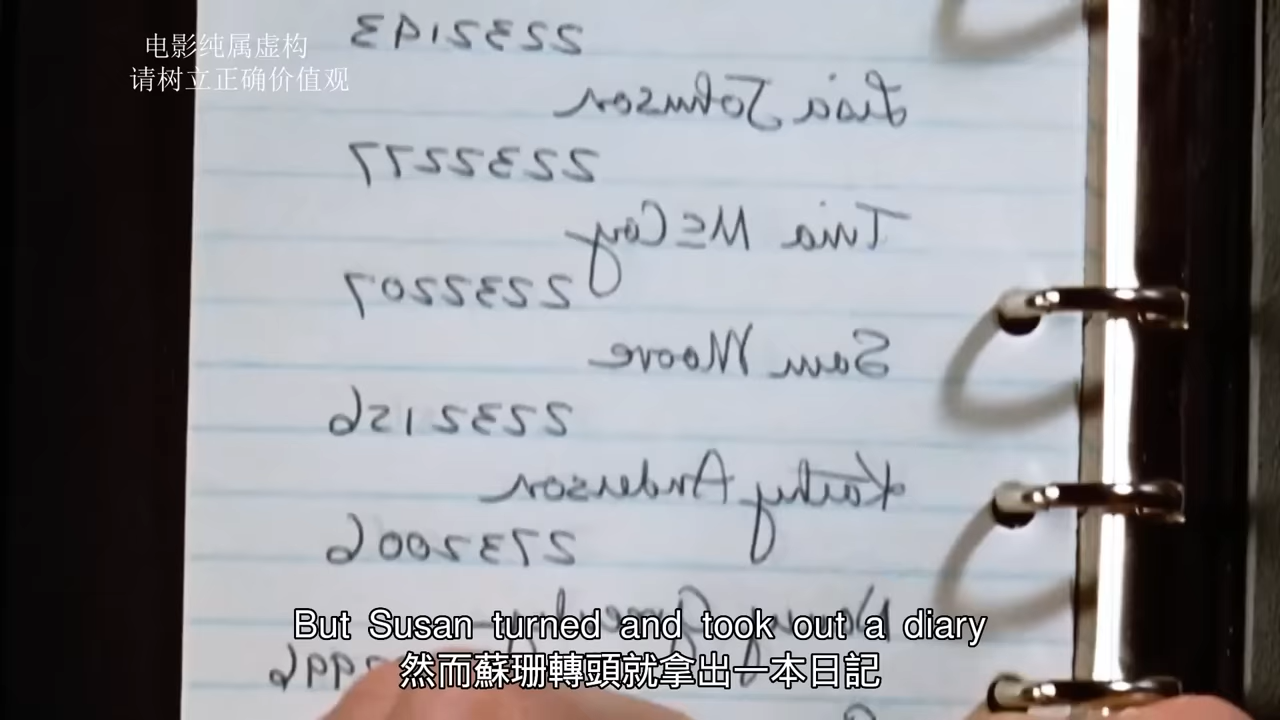 电影纯属虚构
请树立正确价值观
Lisa Johnson
2232277
Tina McCoy
2232207
Sam Moore
2232156
Kathy Anderson
2732006
But Susan turned and took out a diary
然而蘇珊轉頭就拿出一本日記